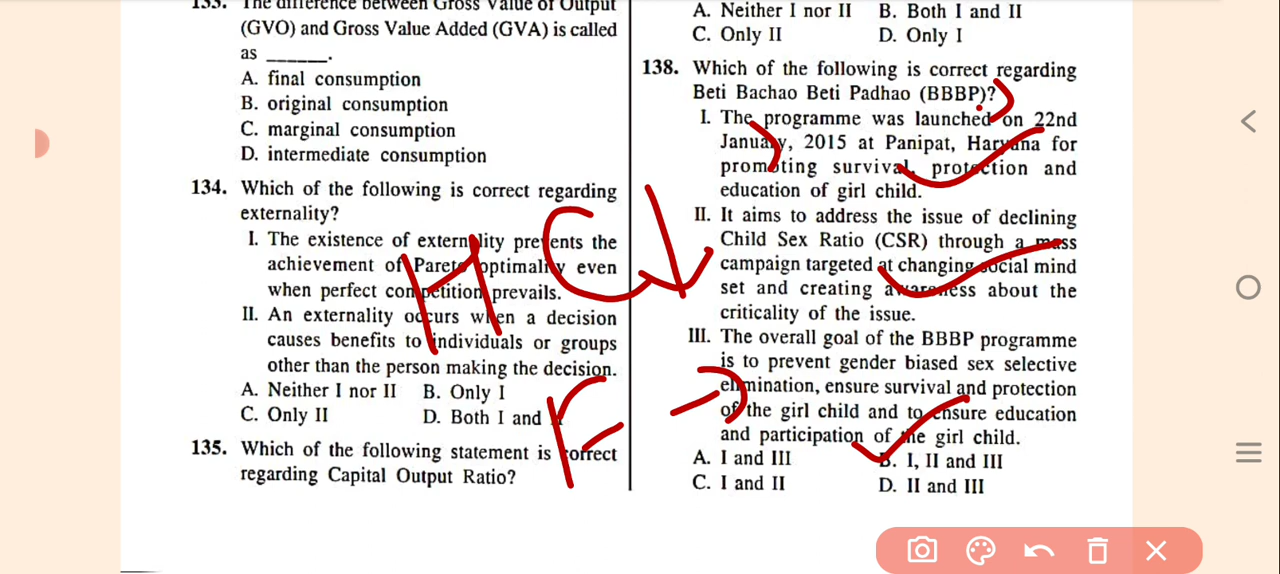 133. The difference between Gross Value of Output
(GVO) and Gross Value Added (GVA) is called
as ______.
A. final consumption
B. original consumption
C. marginal consumption
D. intermediate consumption
134. Which of the following is correct regarding
externality?
I. The existence of externality prevents the
achievement of Pareto optimality even
when perfect competition prevails.
II. An externality occurs when a decision
causes benefits to individuals or groups
other than the person making the decision.
A. Neither I nor II B. Only I
C. Only II D. Both I and
135. Which of the following statement is correct
regarding Capital Output Ratio?
A. Neither I nor II B. Both I and II
C. Only II D. Only I
138. Which of the following is correct regarding
Beti Bachao Beti Padhao (BBBP)?
I. The programme was launched on 22nd
January, 2015 at Panipat, Haryana for
promoting survival, protection and
education of girl child.
II. It aims to address the issue of declining
Child Sex Ratio (CSR) through a mass
campaign targeted at changing social mind
set and creating awareness about the
criticality of the issue.
III. The overall goal of the BBBP programme
is to prevent gender biased sex selective
elimination, ensure survival and protection
of the girl child and to ensure education
and participation of the girl child.
A. I and III B. I, II and III
C. I and II D. II and III